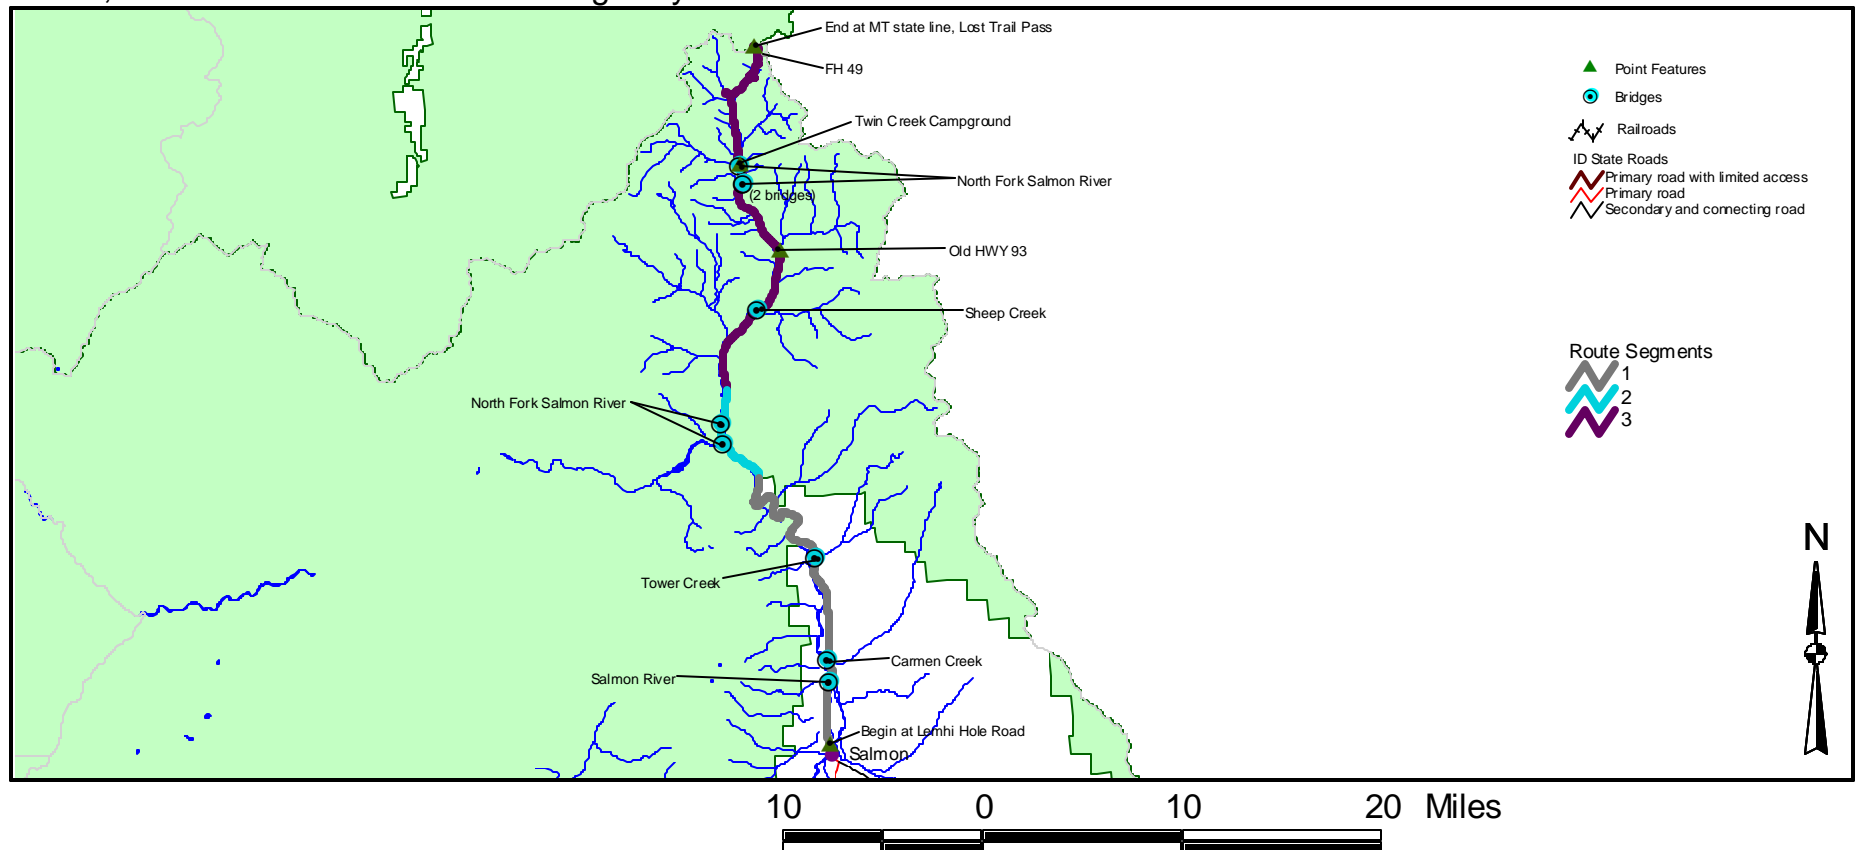 End at MT state line, Lost Trail Pass
FH 49
Twin Creek Campground
North Fork Salmon River
(2 bridges)
Old HWY 93
Sheep Creek
North Fork Salmon River
Tower Creek
Carmen Creek
Salmon River
Begin at Lemhi Hole Road
Salmon
Point Features
Bridges
Railroads
ID State Roads
Primary road with limited access
Primary road
Secondary and connecting road
Route Segments
1
2
3
N
10 0 10 20 Miles